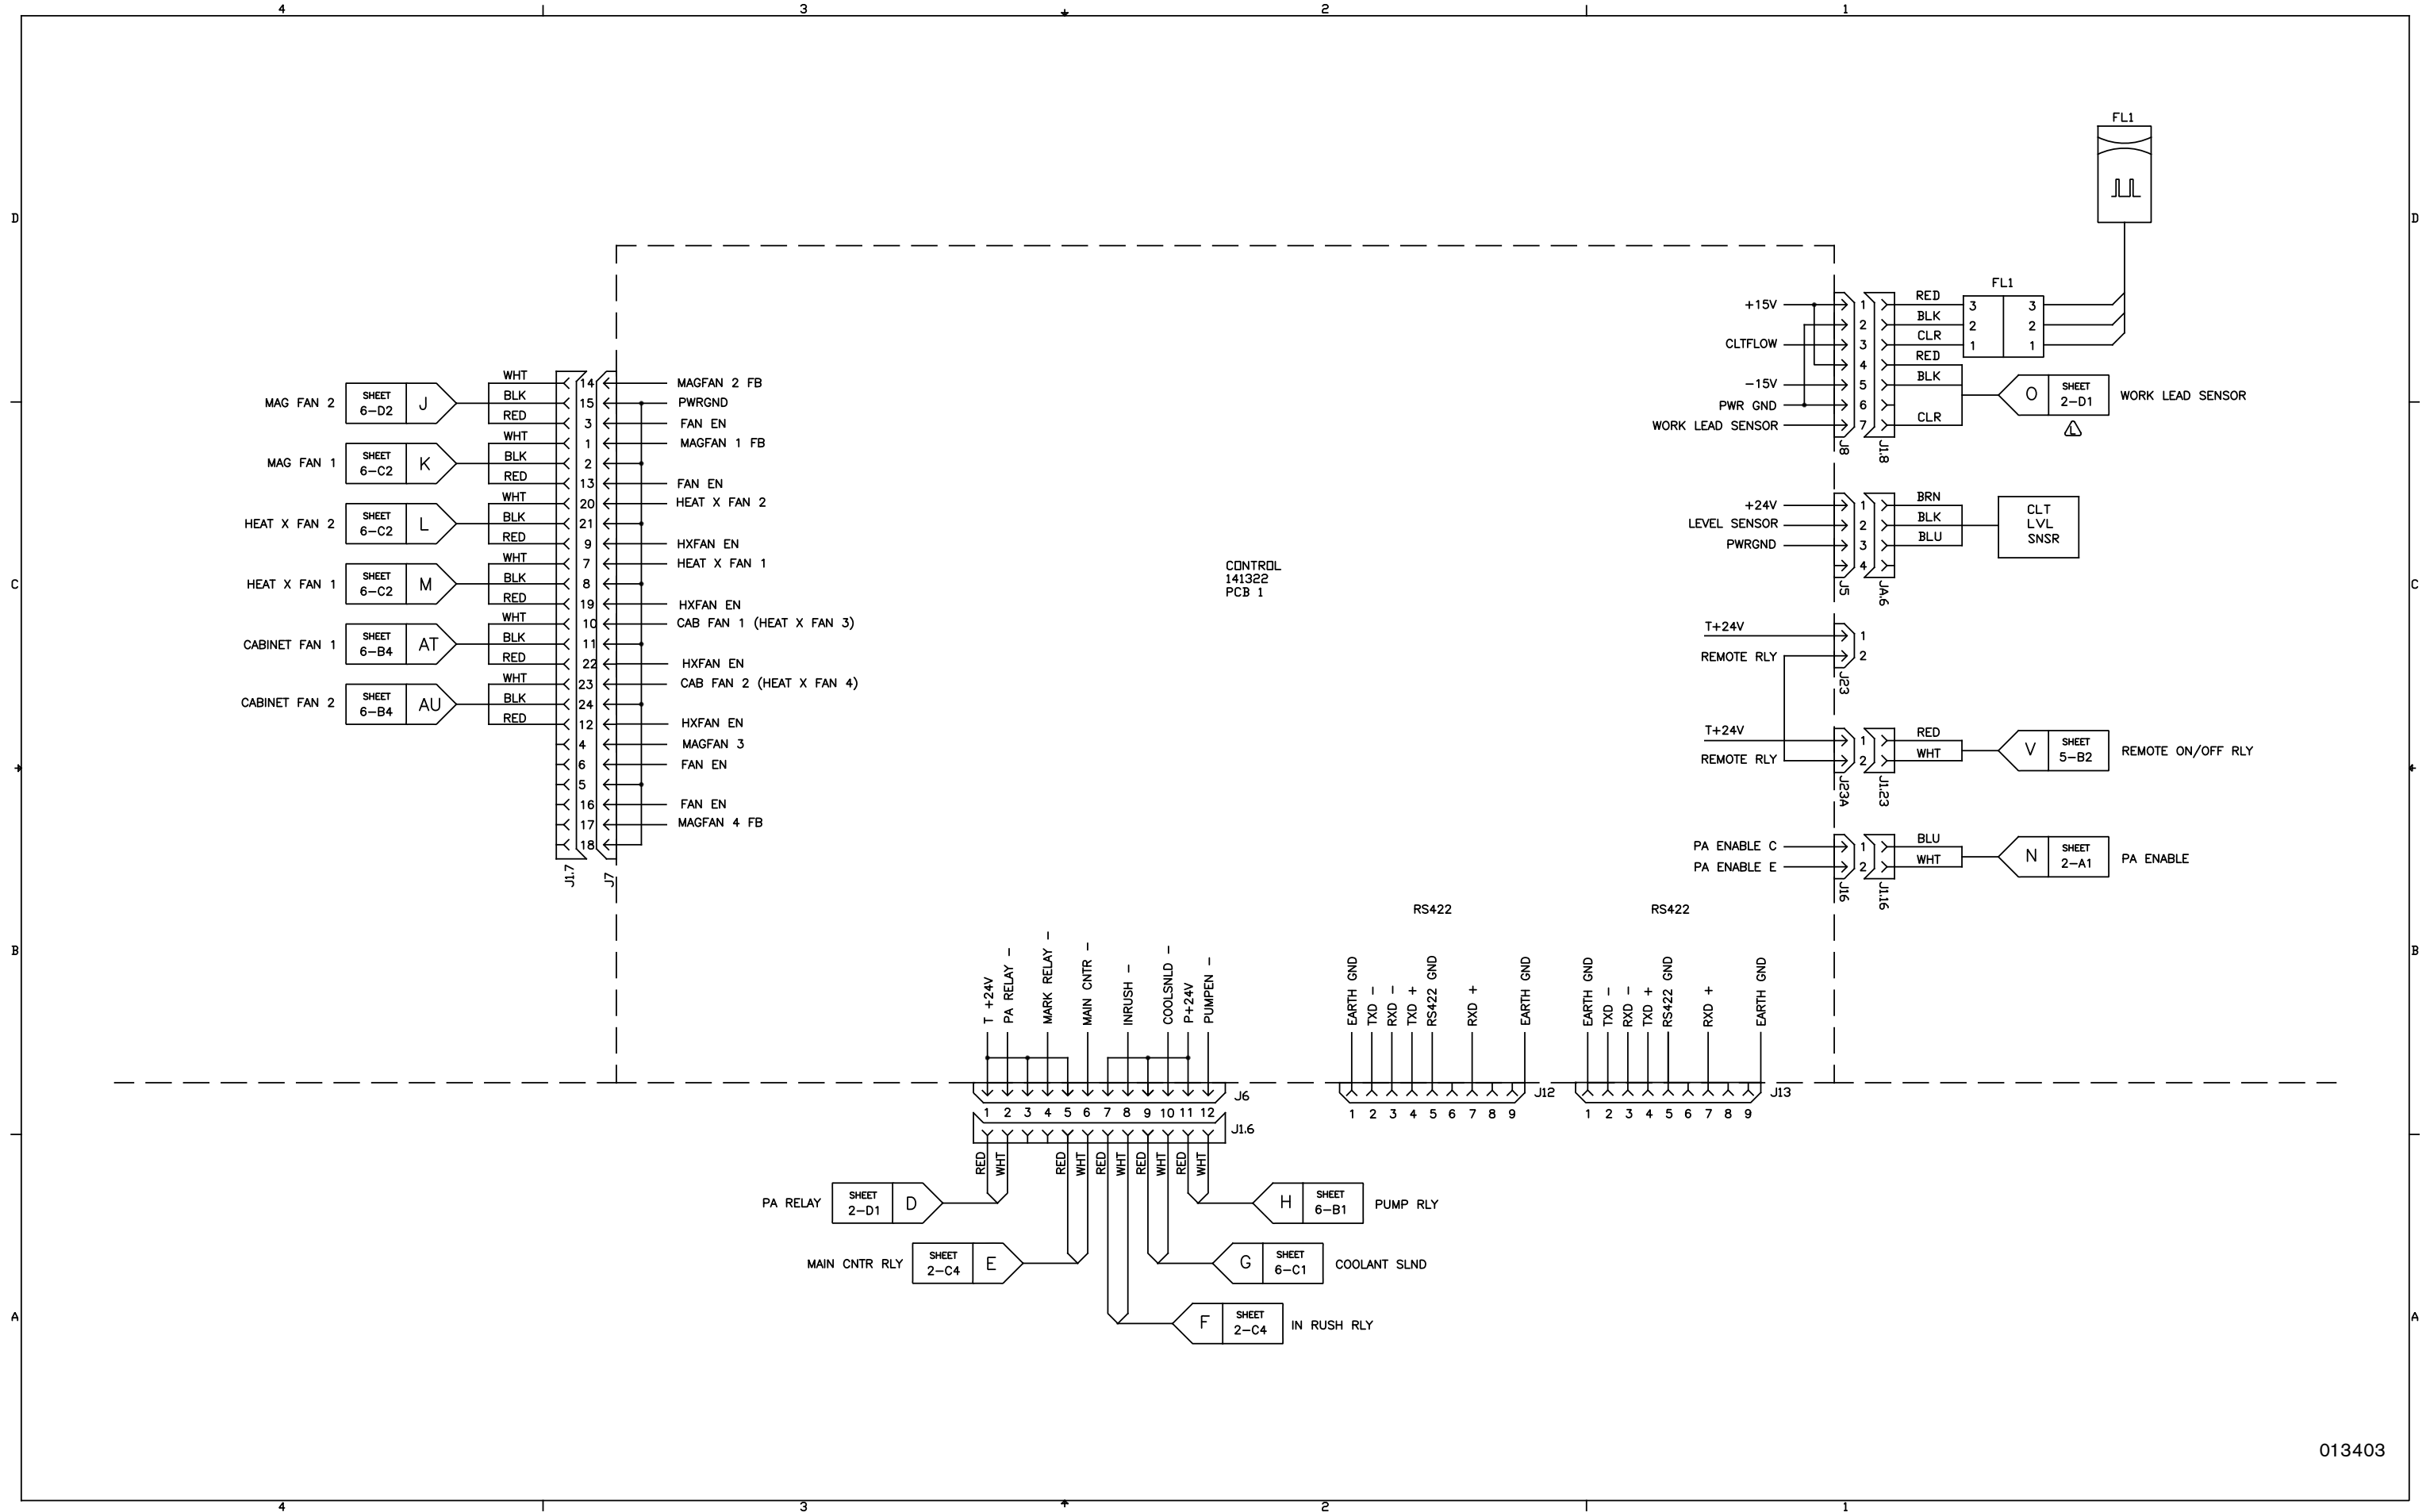 4 3 2 1
FL1
D D
FL1
+15V 1 RED 3 3
2 BLK 2 2
CLTFLOW 3 CLR 1 1
4 RED
-15V 5 BLK O SHEET 2-D1 WORK LEAD SENSOR
PWR GND 6
WORK LEAD SENSOR 7 CLR L
J8 J1.8
WHT 14 MAGFAN 2 FB
MAG FAN 2 SHEET 6-D2 J BLK 15 PWRGND
RED 3 FAN EN
WHT 1 MAGFAN 1 FB
MAG FAN 1 SHEET 6-C2 K BLK 2
RED 13 FAN EN
WHT 20 HEAT X FAN 2
HEAT X FAN 2 SHEET 6-C2 L BLK 21
RED 9 HXFAN EN
WHT 7 HEAT X FAN 1
HEAT X FAN 1 SHEET 6-C2 M BLK 8
RED 19 HXFAN EN
WHT 10 CAB FAN 1 (HEAT X FAN 3)
CABINET FAN 1 SHEET 6-B4 AT BLK 11
RED 22 HXFAN EN
WHT 23 CAB FAN 2 (HEAT X FAN 4)
CABINET FAN 2 SHEET 6-B4 AU BLK 24
RED 12 HXFAN EN
4 MAGFAN 3
6 FAN EN
5
16 FAN EN
17 MAGFAN 4 FB
18
J1.7 J7
+24V 1 BRN
LEVEL SENSOR 2 BLK
PWRGND 3 BLU
4
J5 JA.6
CLT
LVL
SNSR
C C
CONTROL
141322
PCB 1
T+24V 1
REMOTE RLY 2
J23
T+24V 1 RED
REMOTE RLY 2 WHT
V SHEET 5-B2 REMOTE ON/OFF RLY
J23A J1.23
PA ENABLE C 1 BLU
PA ENABLE E 2 WHT
N SHEET 2-A1 PA ENABLE
J16 J1.16
RS422 RS422
B B
T +24V
PA RELAY -
MARK RELAY -
MAIN CNTR -
INRUSH -
COOLSNLD -
P+24V
PUMPEN -
EARTH GND
TXD -
RXD -
TXD +
RS422 GND
RXD +
EARTH GND
EARTH GND
TXD -
RXD -
TXD +
RS422 GND
RXD +
EARTH GND
J6 J12 J13
1 2 3 4 5 6 7 8 9 10 11 12
1 2 3 4 5 6 7 8 9
1 2 3 4 5 6 7 8 9
J1.6
RED WHT RED WHT RED WHT RED WHT RED WHT
PA RELAY SHEET 2-D1 D
H SHEET 6-B1 PUMP RLY
MAIN CNTR RLY SHEET 2-C4 E
G SHEET 6-C1 COOLANT SLND
A A
F SHEET 2-C4 IN RUSH RLY
013403
4 3 2 1